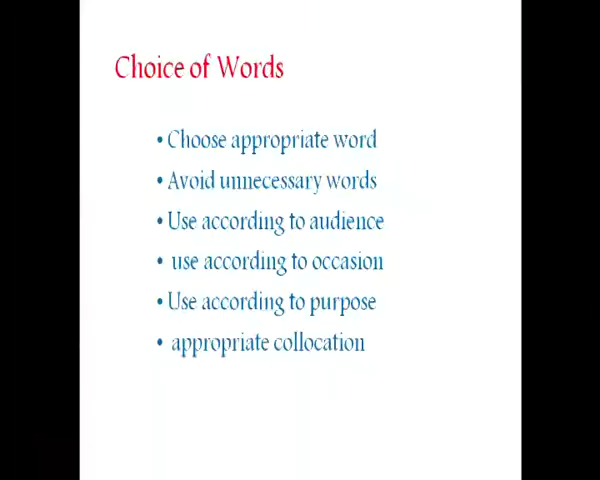 Choice of Words
• Choose appropriate word
• Avoid unnecessary words
• Use according to audience
• use according to occasion
• Use according to purpose
• appropriate collocation